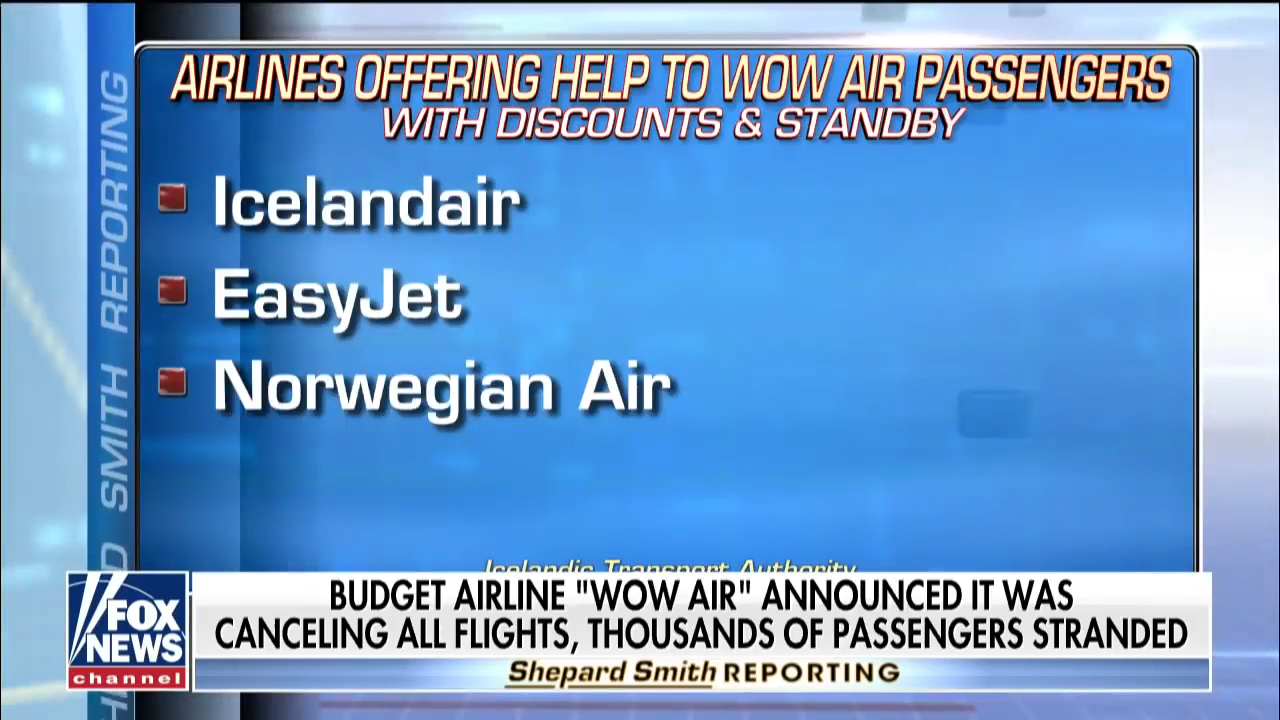 AIRLINES OFFERING HELP TO WOW AIR PASSENGERS
WITH DISCOUNTS & STANDBY
Icelandair
EasyJet
Norwegian Air
Icelandic Transport Authority
BUDGET AIRLINE "WOW AIR" ANNOUNCED IT WAS
CANCELING ALL FLIGHTS, THOUSANDS OF PASSENGERS STRANDED
Shepard Smith REPORTING
FOX
NEWS
channel
SMITH REPORTING